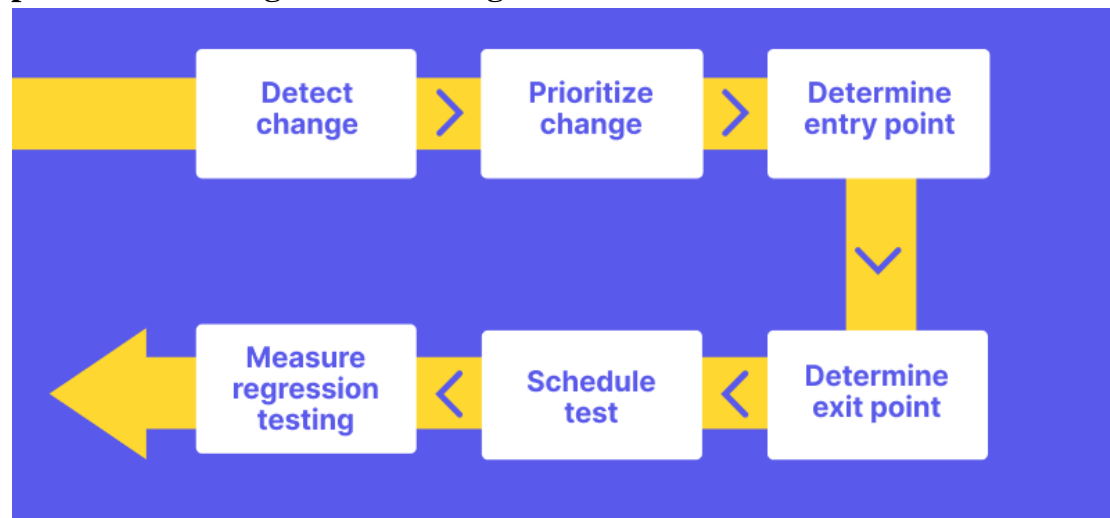 Detect
change
Prioritize
change
Determine
entry point
Determine
exit point
Schedule
test
Measure
regression
testing